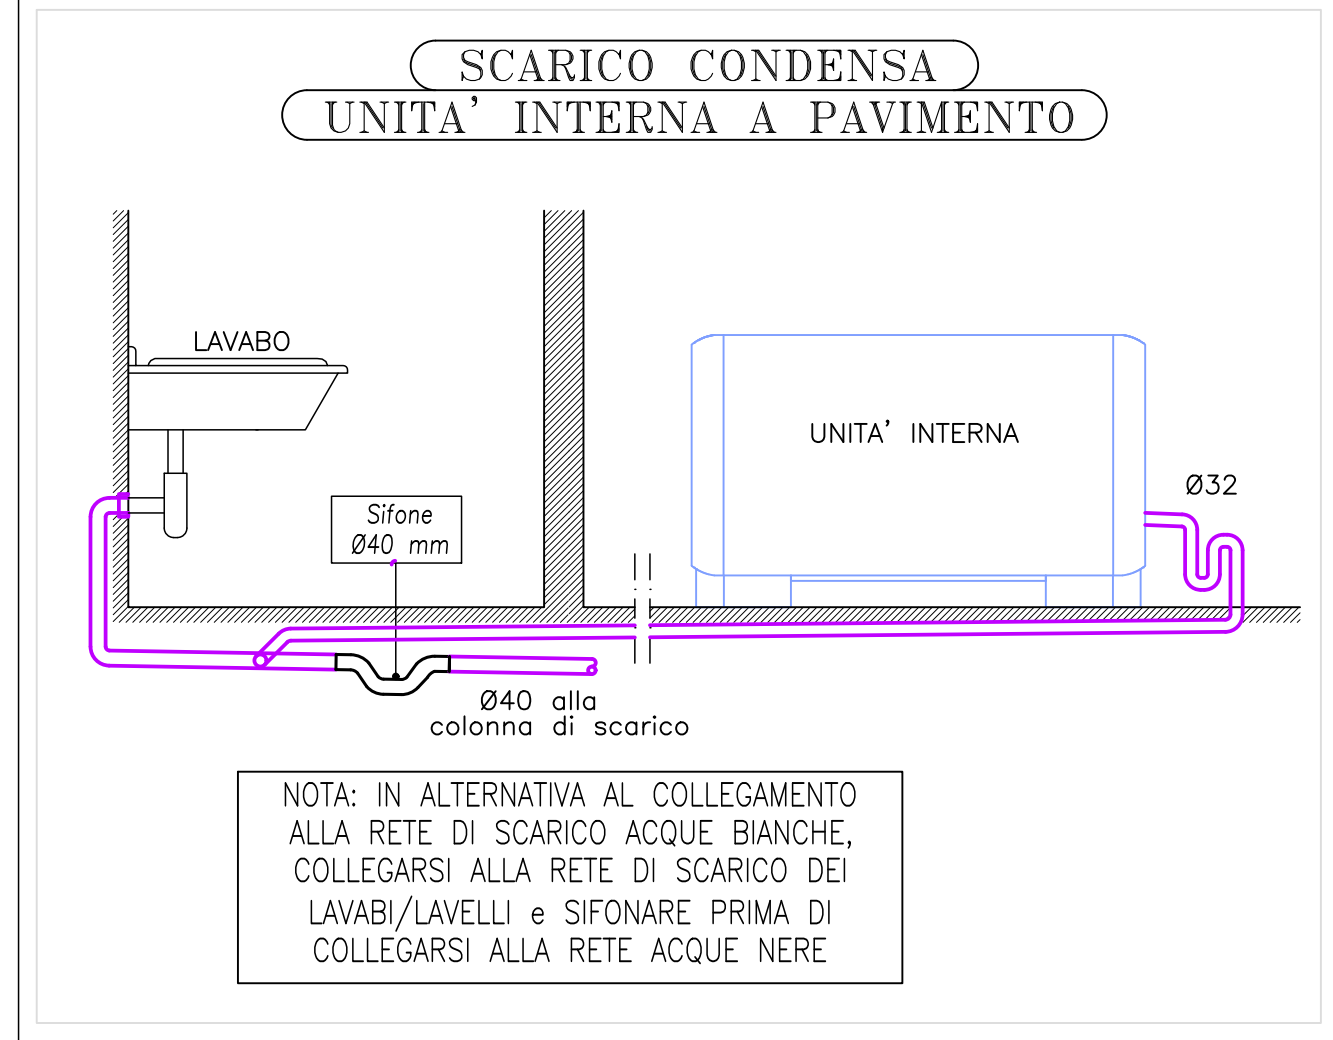 SCARICO CONDENSA
UNITA' INTERNA A PAVIMENTO
LAVABO
UNITA' INTERNA
Ø32
Sifone
Ø40 mm
Ø40 alla
colonna di scarico
NOTA: IN ALTERNATIVA AL COLLEGAMENTO
ALLA RETE DI SCARICO ACQUE BIANCHE,
COLLEGARSI ALLA RETE DI SCARICO DEI
LAVABI/LAVELLI e SIFONARE PRIMA DI
COLLEGARSI ALLA RETE ACQUE NERE